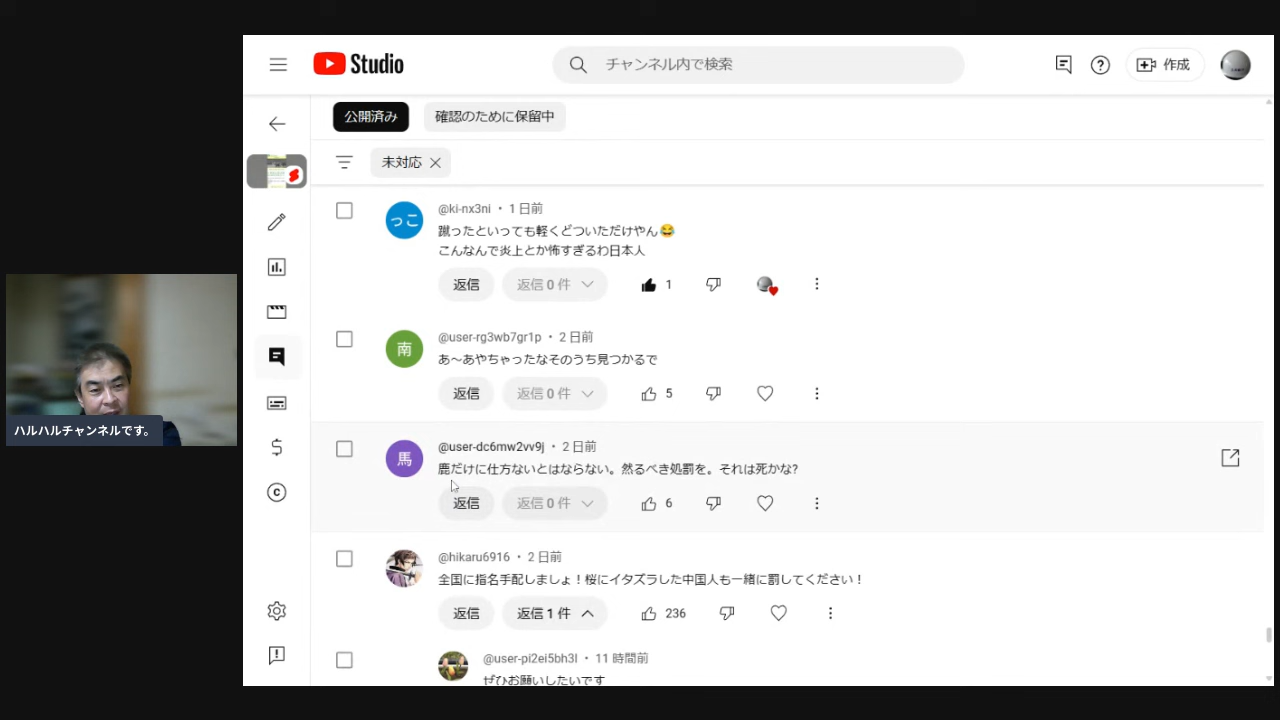 Studio
チャンネル内で検索
作成
公開済み
確認のために保留中
未対応
っこ
@ki-nx3ni • 1 日前
蹴ったといっても軽くどついただけやん😂
こんなんで炎上とか怖すぎるわ日本人
返信
返信 0 件
1
南
@user-rg3wb7gr1p • 2 日前
あ～あやちゃったなそのうち見つかるで
返信
返信 0 件
5
馬
@user-dc6mw2vv9j • 2 日前
鹿だけに仕方ないとはならない。然るべき処罰を。それは死かな?
返信
返信 0 件
6
@hikaru6916 • 2 日前
全国に指名手配しましょ！桜にイタズラした中国人も一緒に罰してください！
返信
返信 1 件
236
@user-pi2ei5bh3l • 11 時間前
ぜひお願いしたいです
ハルハルチャンネルです。